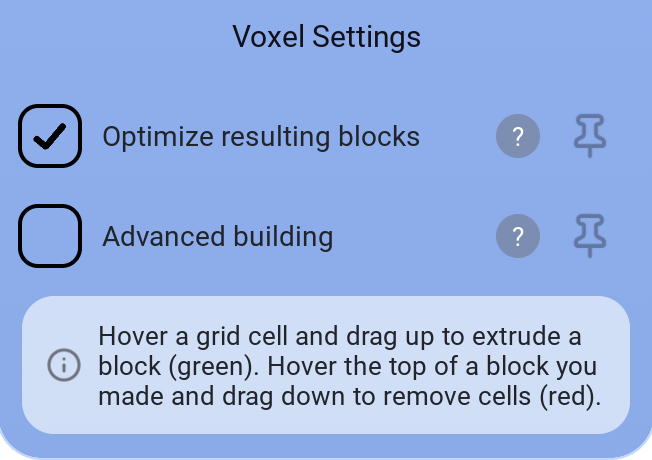 Voxel Settings
Optimize resulting blocks ?
Advanced building ?
Hover a grid cell and drag up to extrude a
block (green). Hover the top of a block you
made and drag down to remove cells (red).